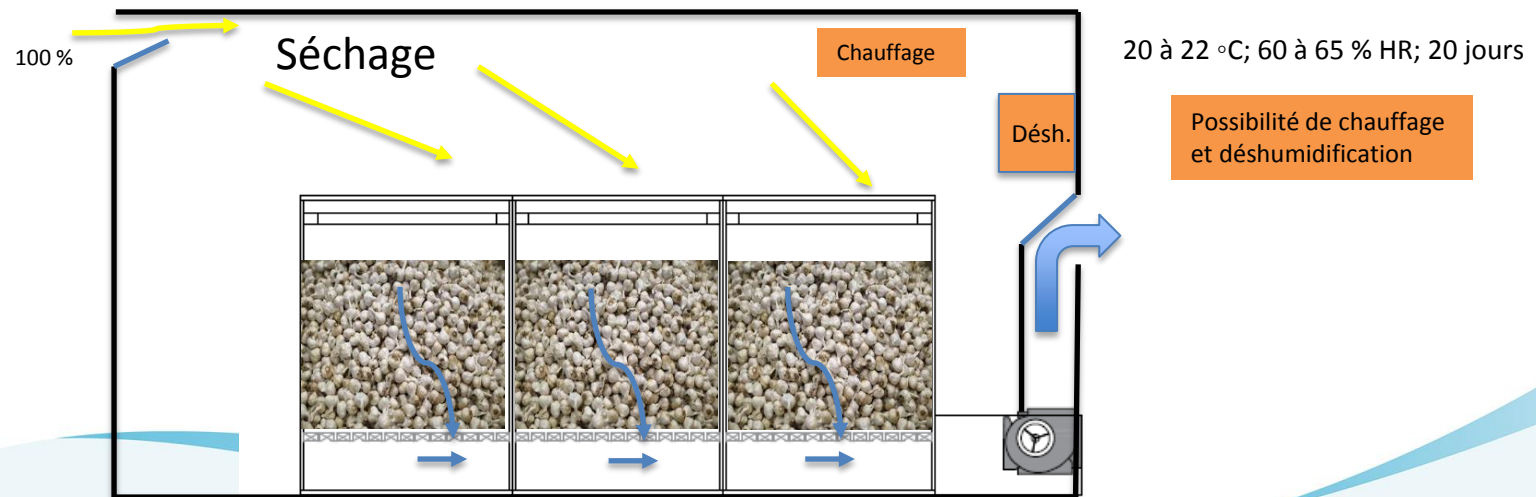 100 %
Séchage
Chauffage
20 à 22 °C; 60 à 65 % HR; 20 jours
Désh.
Possibilité de chauffage
et déshumidification